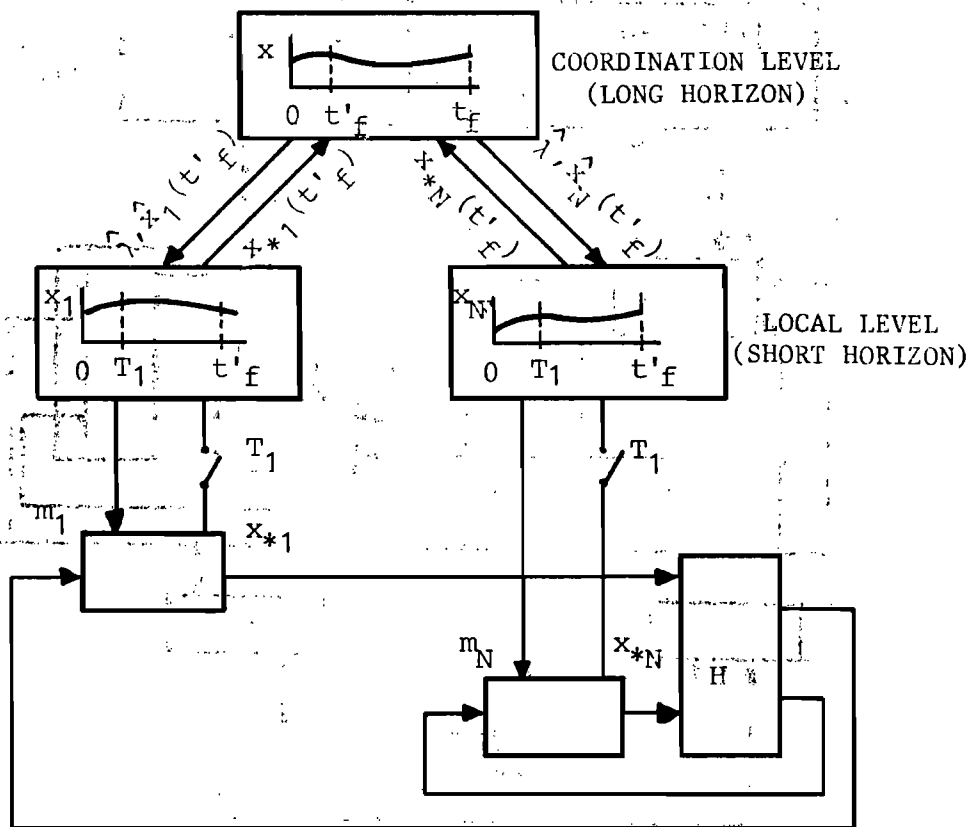 x
0 t'f tf
COORDINATION LEVEL
(LONG HORIZON)
λ̂, x̂1(t'f)
x*1(t'f)
x*N(t'f)
λ̂, x̂N(t'f)
x1
0 T1 t'f
xN
0 T1 t'f
LOCAL LEVEL
(SHORT HORIZON)
T1
T1
m1
x*1
mN
x*N
H